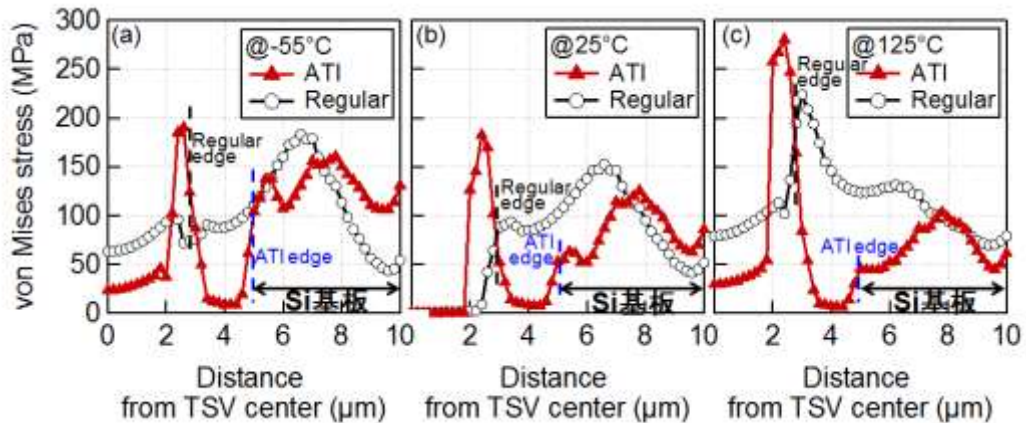 von Mises stress (MPa)
300
250
200
150
100
50
0
(a)
@-55°C
ATI
Regular
Regular
edge
ATI edge
Si基板
0 2 4 6 8 10
Distance
from TSV center (μm)
(b)
@25°C
ATI
Regular
Regular
edge
ATI
edge
Si基板
0 2 4 6 8 10
Distance
from TSV center (μm)
(c)
@125°C
ATI
Regular
Regular
edge
ATI edge
Si基板
0 2 4 6 8 10
Distance
from TSV center (μm)